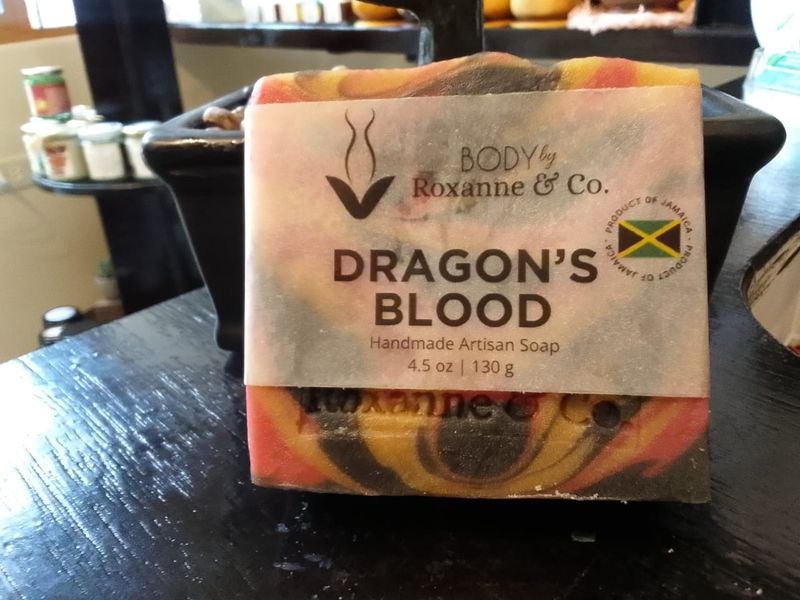 BODY by
Roxanne & Co.
PRODUCT OF JAMAICA · PRODUCT OF JAMAICA ·
DRAGON'S
BLOOD
Handmade Artisan Soap
4.5 oz | 130 g
Roxanne & Co.